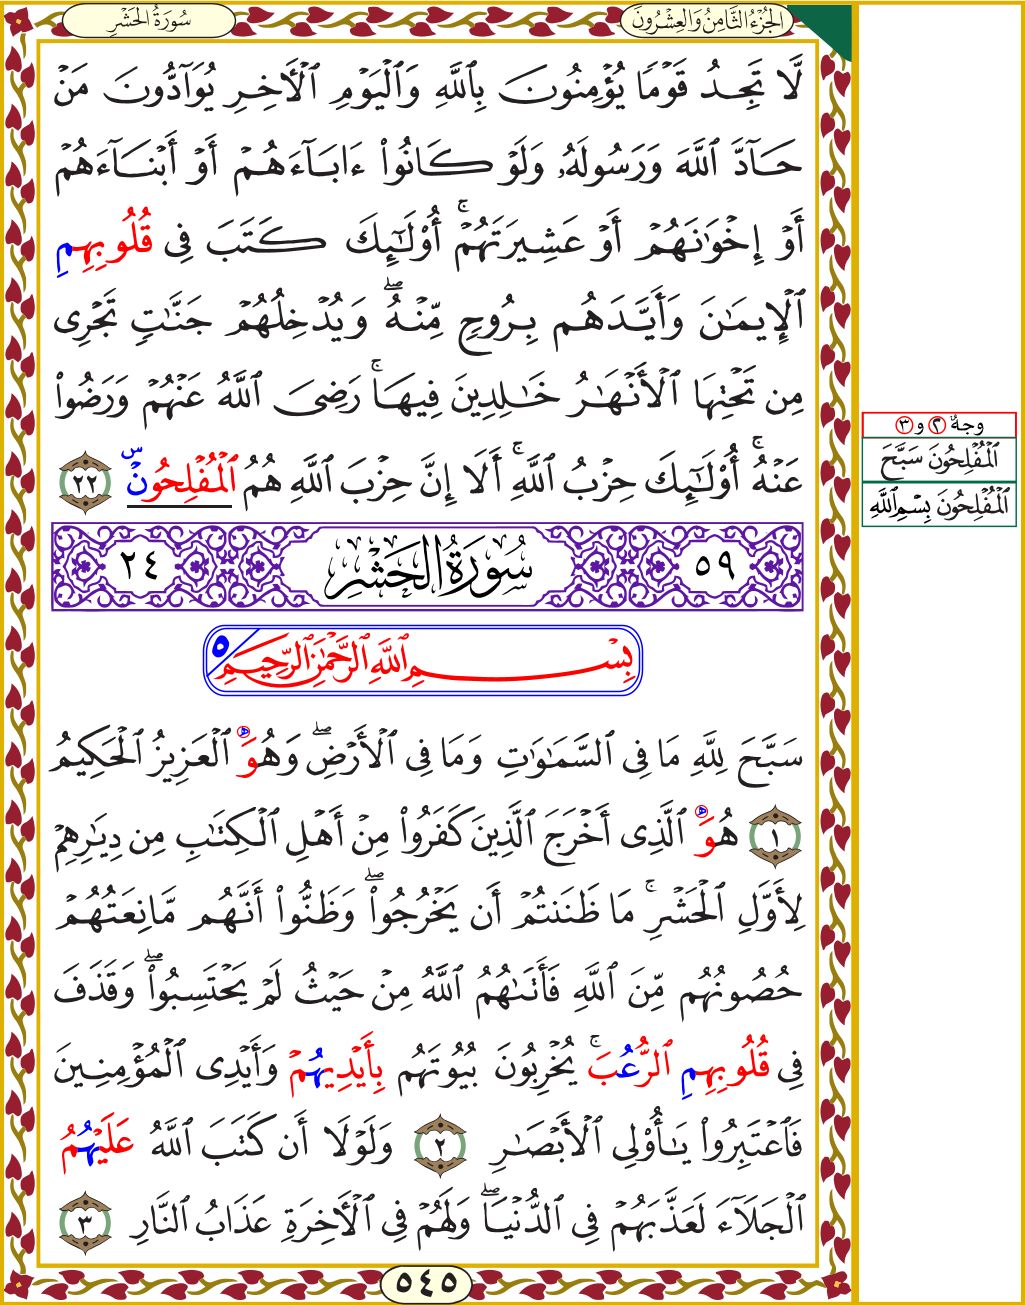 الجُزْءُ الثَّامِنُ وَالعِشْرُونَ
سُورَةُ الحَشْرِ
لَّا تَجِدُ قَوْمًا يُؤْمِنُونَ بِٱللَّهِ وَٱلْيَوْمِ ٱلْأَخِرِ يُوَآدُّونَ مَنْ
حَآدَّ ٱللَّهَ وَرَسُولَهُۥ وَلَوْ كَانُوا۟ ءَابَآءَهُمْ أَوْ أَبْنَآءَهُمْ
أَوْ إِخْوَٰنَهُمْ أَوْ عَشِيرَتَهُمْ ۚ أُو۟لَـٰٓئِكَ كَتَبَ فِى قُلُوبِهِمِ
ٱلْإِيمَـٰنَ وَأَيَّدَهُم بِرُوحٍ مِّنْهُ ۖ وَيُدْخِلُهُمْ جَنَّـٰتٍ تَجْرِى
مِن تَحْتِهَا ٱلْأَنْهَـٰرُ خَـٰلِدِينَ فِيهَا ۚ رَضِىَ ٱللَّهُ عَنْهُمْ وَرَضُوا۟
عَنْهُ ۚ أُو۟لَـٰٓئِكَ حِزْبُ ٱللَّهِ ۚ أَلَا إِنَّ حِزْبَ ٱللَّهِ هُمُ ٱلْمُفْلِحُونَ س ٢٢
٥٩ سُورَةُ الحَشْرِ ٢٤
بِسْمِ ٱللَّهِ ٱلرَّحْمَـٰنِ ٱلرَّحِيمِ ٥
سَبَّحَ لِلَّهِ مَا فِى ٱلسَّمَـٰوَٰتِ وَمَا فِى ٱلْأَرْضِ ۖ وَهُوَ ٱلْعَزِيزُ ٱلْحَكِيمُ
١ هُوَ ٱلَّذِى أَخْرَجَ ٱلَّذِينَ كَفَرُوا۟ مِنْ أَهْلِ ٱلْكِتَـٰبِ مِن دِيَـٰرِهِمْ
لِأَوَّلِ ٱلْحَشْرِ ۚ مَا ظَنَنتُمْ أَن يَخْرُجُوا۟ ۖ وَظَنُّوا۟ أَنَّهُم مَّانِعَتُهُمْ
حُصُونُهُم مِّنَ ٱللَّهِ فَأَتَىٰهُمُ ٱللَّهُ مِنْ حَيْثُ لَمْ يَحْتَسِبُوا۟ ۖ وَقَذَفَ
فِى قُلُوبِهِمِ ٱلرُّعُبَ ۚ يُخْرِبُونَ بُيُوتَهُم بِأَيْدِيهُمْ وَأَيْدِى ٱلْمُؤْمِنِينَ
فَٱعْتَبِرُوا۟ يَـٰأُو۟لِى ٱلْأَبْصَـٰرِ ٢ وَلَوْلَا أَن كَتَبَ ٱللَّهُ عَلَيْهُمُ
ٱلْجَلَآءَ لَعَذَّبَهُمْ فِى ٱلدُّنْيَا ۖ وَلَهُمْ فِى ٱلْأَخِرَةِ عَذَابُ ٱلنَّارِ ٣
٥٤٥
وجهُ ٢ و ٣
ٱلْمُفْلِحُونَ سَبَّحَ
ٱلْمُفْلِحُونَ بِسْمِ ٱللَّهِ